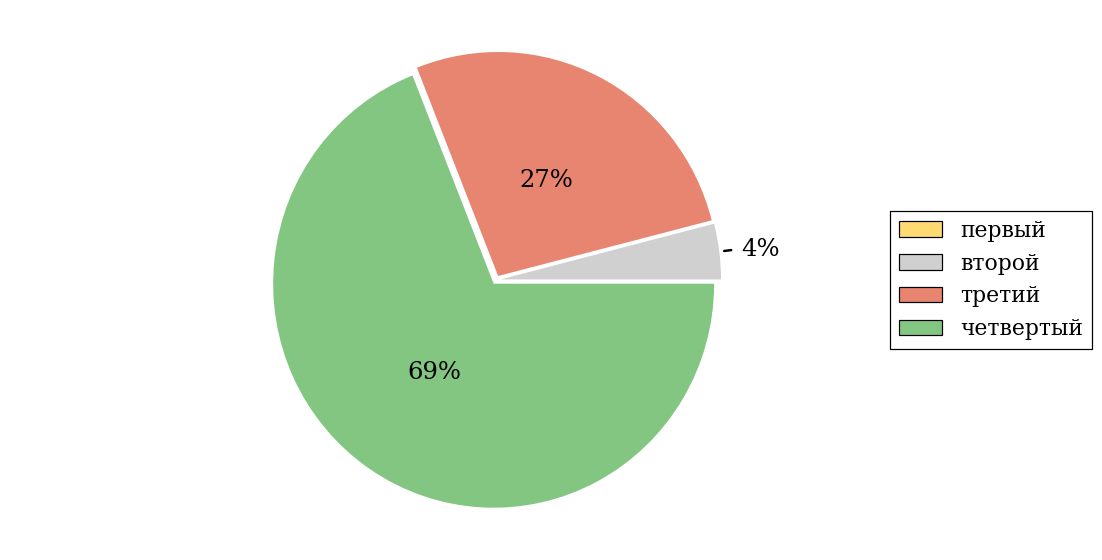 27%
4%
69%
первый
второй
третий
четвертый